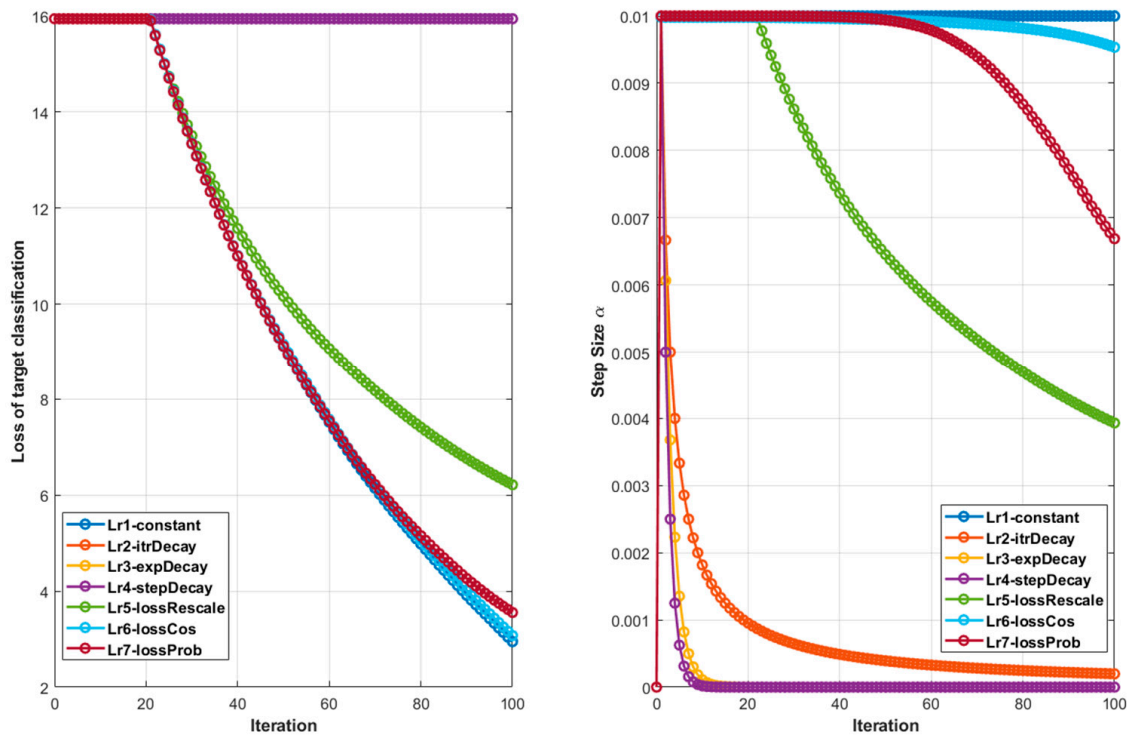 16
14
12
10
8
6
4
2
Loss of target classification
Lr1-constant
Lr2-itrDecay
Lr3-expDecay
Lr4-stepDecay
Lr5-lossRescale
Lr6-lossCos
Lr7-lossProb
0 20 40 60 80 100
Iteration
0.01
0.009
0.008
0.007
0.006
0.005
0.004
0.003
0.002
0.001
0
Step Size α
Lr1-constant
Lr2-itrDecay
Lr3-expDecay
Lr4-stepDecay
Lr5-lossRescale
Lr6-lossCos
Lr7-lossProb
0 20 40 60 80 100
Iteration